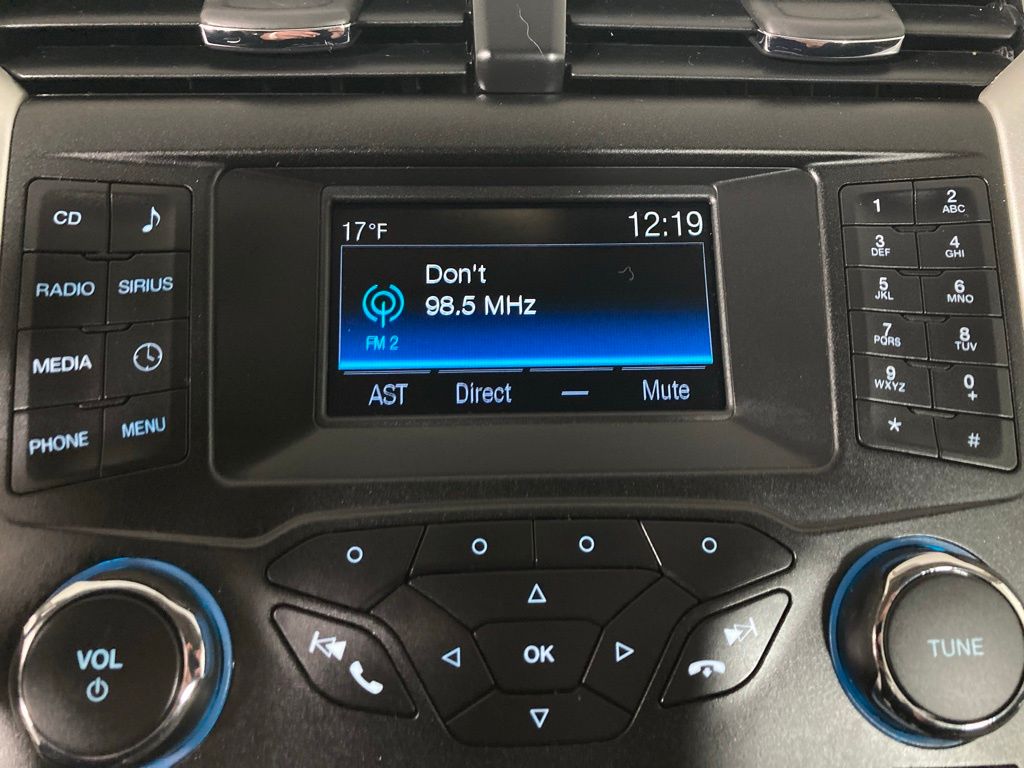 CD
RADIO SIRIUS
MEDIA
PHONE MENU
17°F 12:19
Don't
98.5 MHz
FM 2
AST Direct — Mute
1 2 ABC
3 DEF 4 GHI
5 JKL 6 MNO
7 PQRS 8 TUV
9 WXYZ 0 +
* #
VOL
OK
TUNE